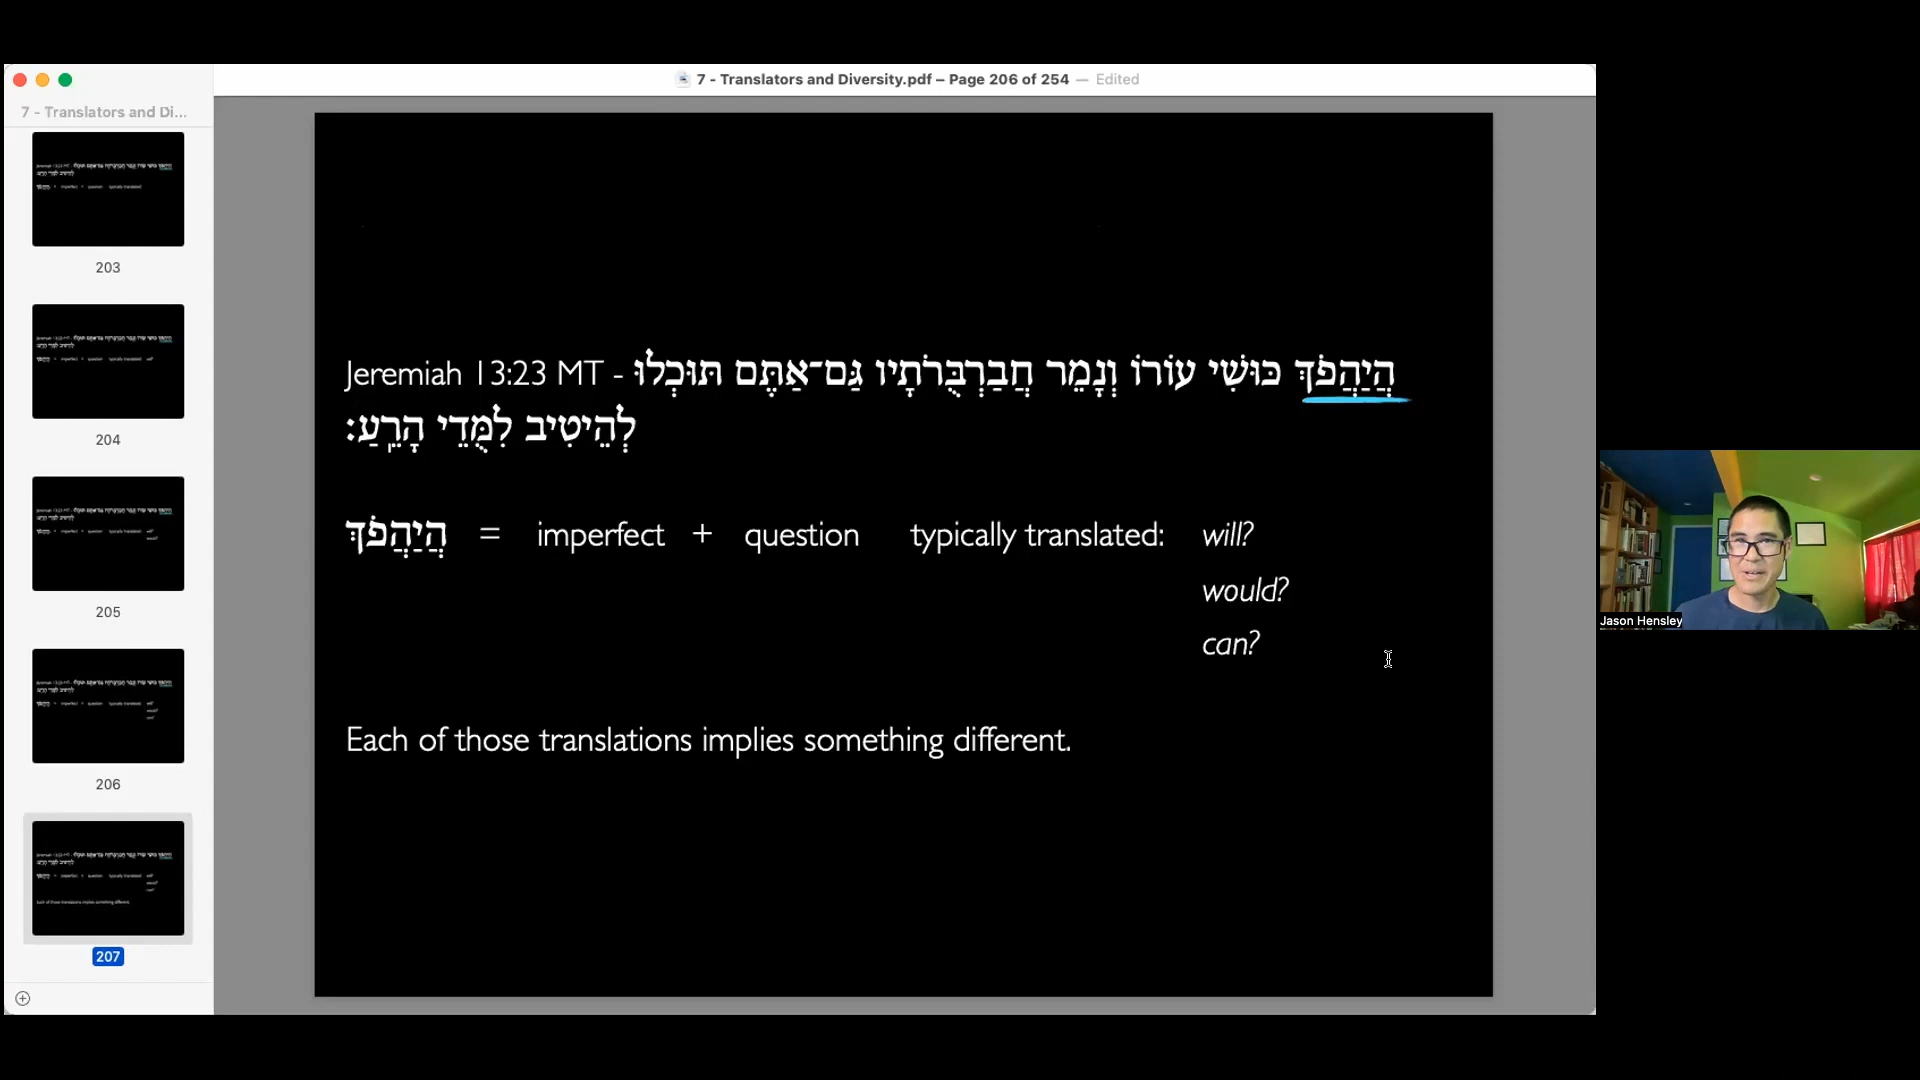 7 - Translators and Diversity.pdf – Page 206 of 254 — Edited
7 - Translators and Di...
203
204
205
206
207
Jeremiah 13:23 MT - הֲיַהֲפֹךְ כּוּשִׁי עוֹרוֹ וְנָמֵר חֲבַרְבֻּרֹתָיו גַּם־אַתֶּם תּוּכְלוּ
לְהֵיטִיב לִמֻּדֵי הָרֵעַ׃
הֲיַהֲפֹךְ = imperfect + question typically translated: will?
would?
can?
Each of those translations implies something different.
Jason Hensley